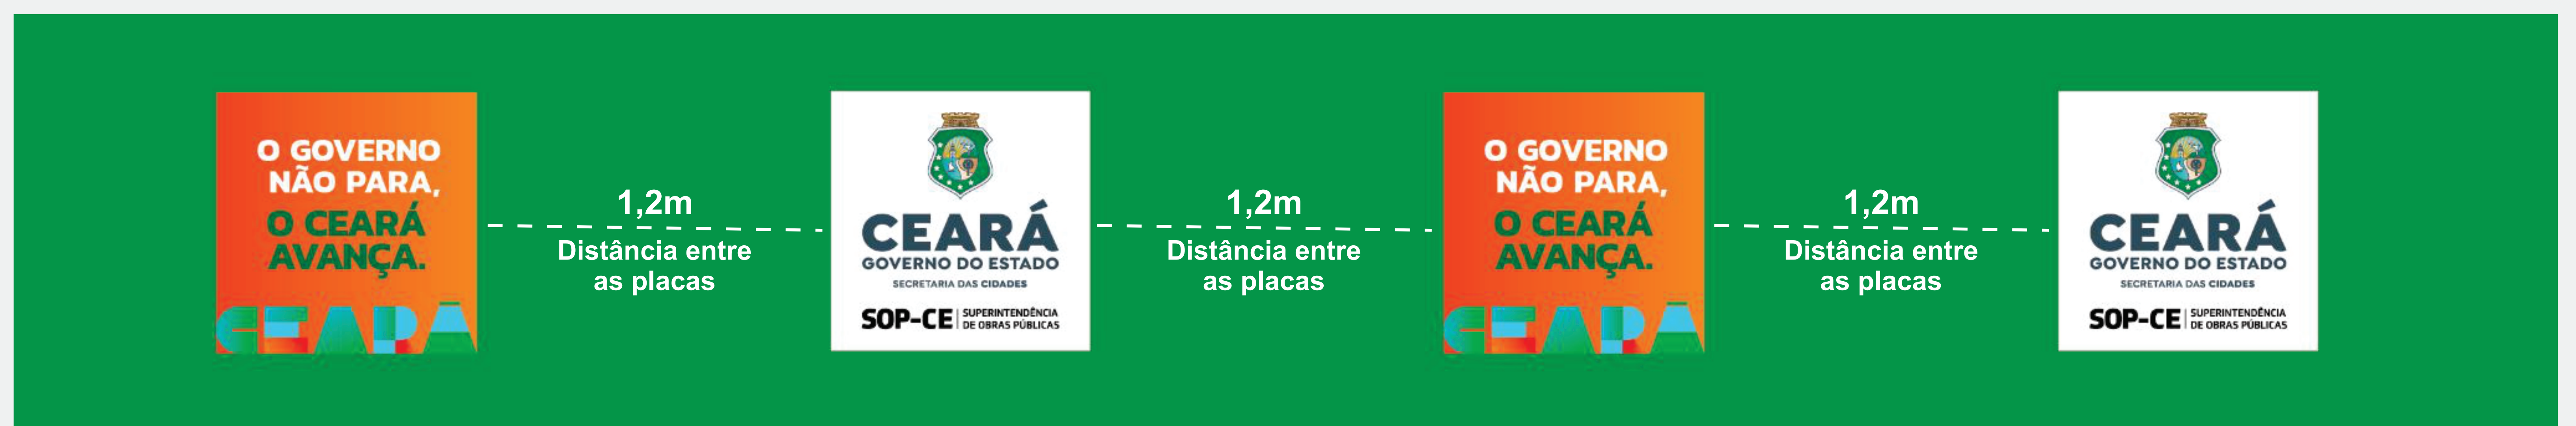 O GOVERNO
NÃO PARA,
O CEARÁ
AVANÇA.
CEARÁ
1,2m
Distância entre
as placas
CEARÁ
GOVERNO DO ESTADO
SECRETARIA DAS CIDADES
SOP-CE | SUPERINTENDÊNCIA
DE OBRAS PÚBLICAS
1,2m
Distância entre
as placas
O GOVERNO
NÃO PARA,
O CEARÁ
AVANÇA.
CEARÁ
1,2m
Distância entre
as placas
CEARÁ
GOVERNO DO ESTADO
SECRETARIA DAS CIDADES
SOP-CE | SUPERINTENDÊNCIA
DE OBRAS PÚBLICAS